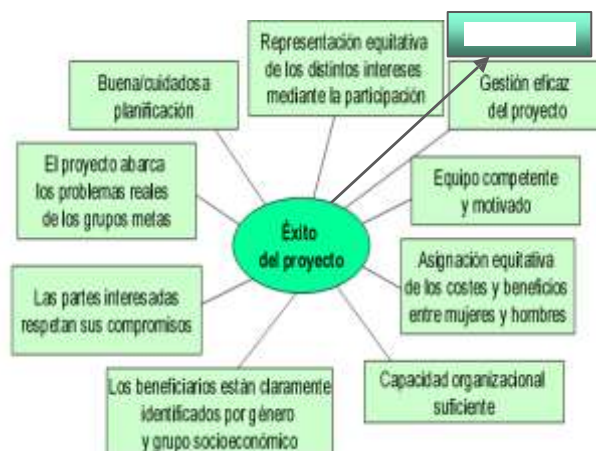 Representación equitativa
de los distintos intereses
mediante la participación
Buena/cuidadosa
planificación
Gestión eficaz
del proyecto
El proyecto abarca
los problemas reales
de los grupos metas
Equipo competente
y motivado
Éxito
del proyecto
Asignación equitativa
de los costes y beneficios
entre mujeres y hombres
Las partes interesadas
respetan sus compromisos
Los beneficiarios están claramente
identificados por género
y grupo socioeconómico
Capacidad organizacional
suficiente